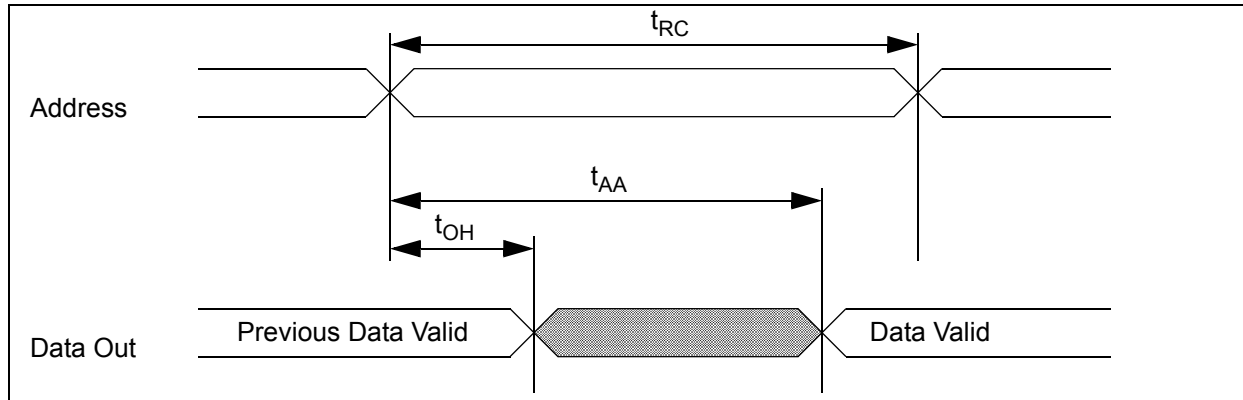 tRC
Address
tAA
tOH
Previous Data Valid
Data Valid
Data Out